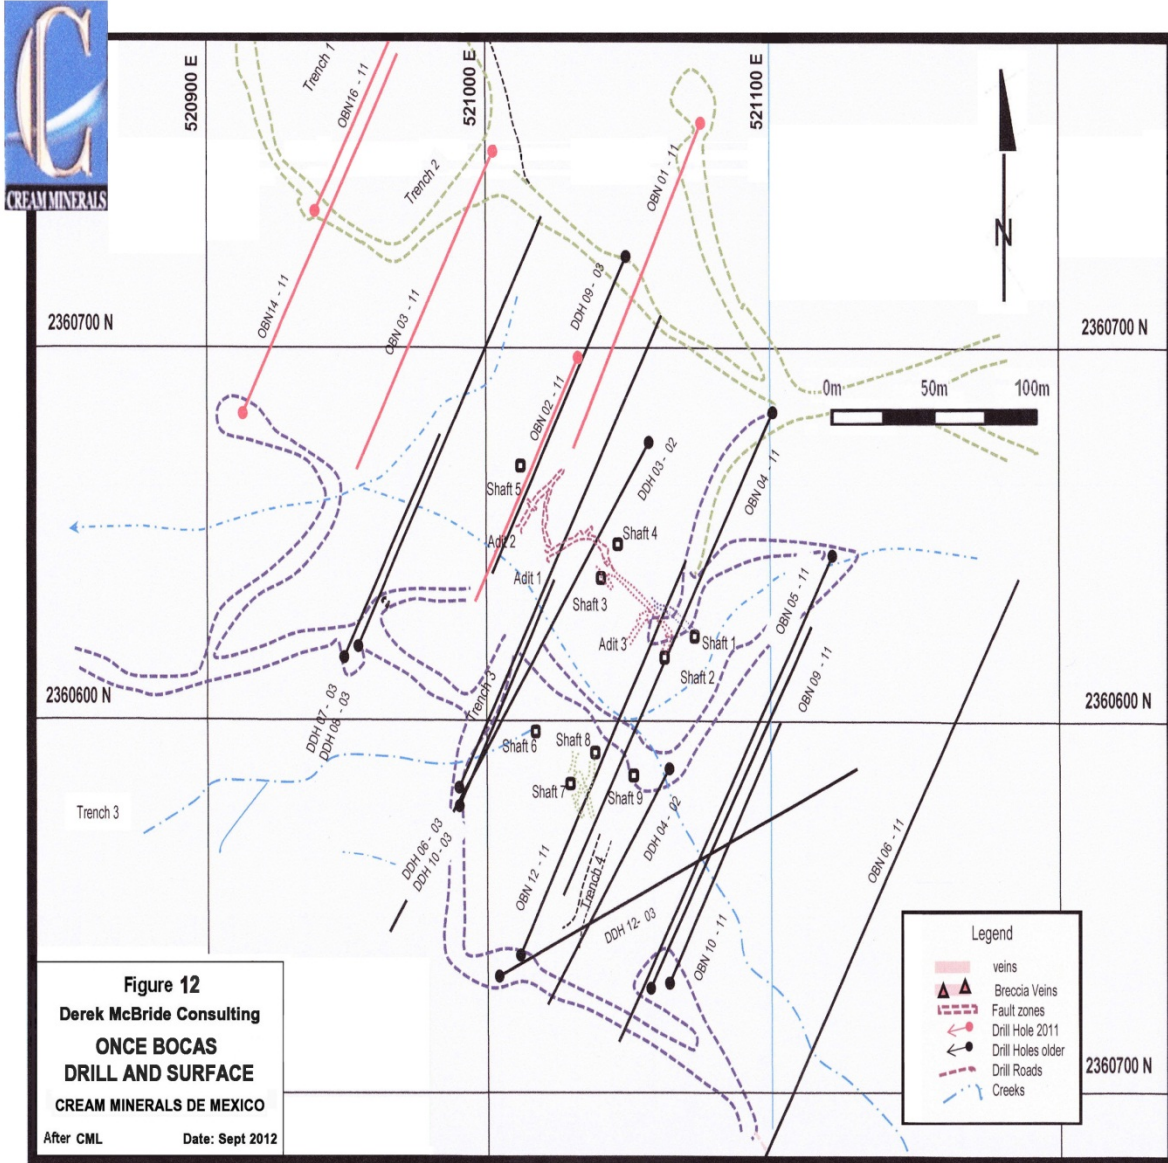 CREAM MINERALS
520900 E
521000 E
521100 E
Trench 1
OBN16 - 11
Trench 2
OBN 01 - 11
N
OBN14 - 11
OBN 03 - 11
DDH 09 - 03
2360700 N
2360700 N
0m 50m 100m
OBN 02 - 11
DDH 03 - 02
OBN 04 - 11
Shaft 5
Adit 2
Shaft 4
Adit 1
Shaft 3
OBN 05 - 11
Adit 3
Shaft 1
Shaft 2
OBN 09 - 11
2360600 N
2360600 N
DDH 07 - 03
DDH 08 - 03
Trench 3
Shaft 6
Shaft 8
Shaft 7
Shaft 9
Trench 3
DDH 06 - 03
DDH 10 - 03
DDH 04 - 02
OBN 06 - 11
OBN 12 - 11
Trench 4
DDH 12- 03
OBN 10 - 11
Legend
veins
Breccia Veins
Fault zones
Drill Hole 2011
Drill Holes older
Drill Roads
Creeks
2360700 N
Figure 12
Derek McBride Consulting
ONCE BOCAS
DRILL AND SURFACE
CREAM MINERALS DE MEXICO
After CML Date: Sept 2012